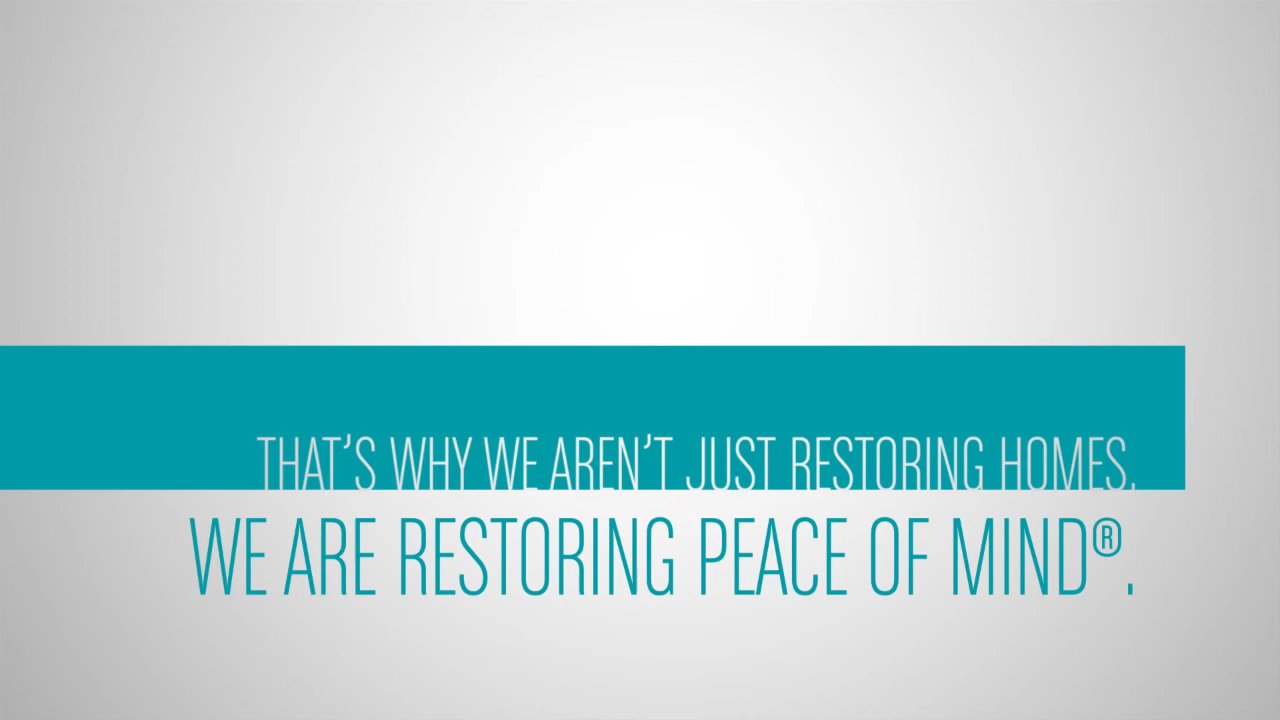 THAT'S WHY WE AREN'T JUST RESTORING HOMES.
WE ARE RESTORING PEACE OF MIND®.